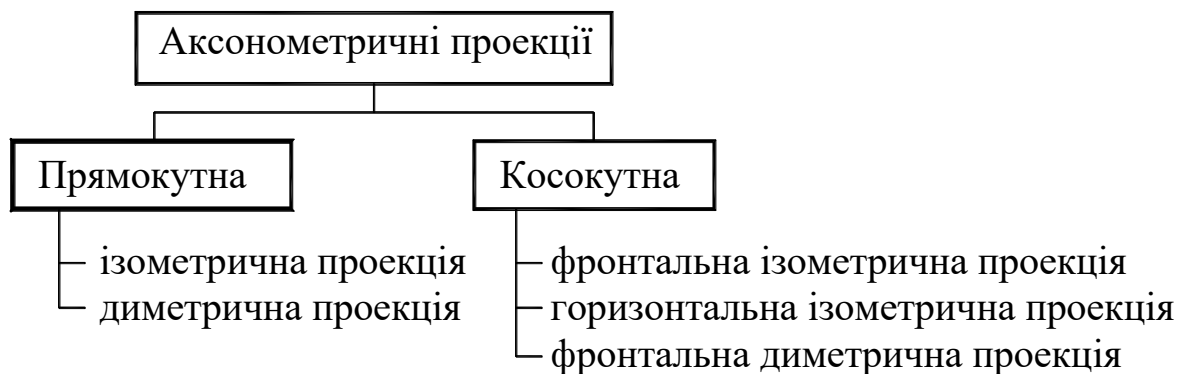 Аксонометричні проекції
Прямокутна
Косокутна
ізометрична проекція
диметрична проекція
фронтальна ізометрична проекція
горизонтальна ізометрична проекція
фронтальна диметрична проекція